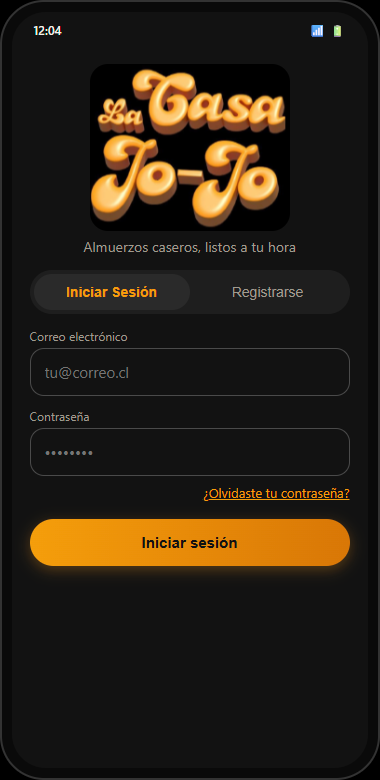 12:04
La Casa
Jo-Jo
Almuerzos caseros, listos a tu hora
Iniciar Sesión
Registrarse
Correo electrónico
tu@correo.cl
Contraseña
••••••••
¿Olvidaste tu contraseña?
Iniciar sesión